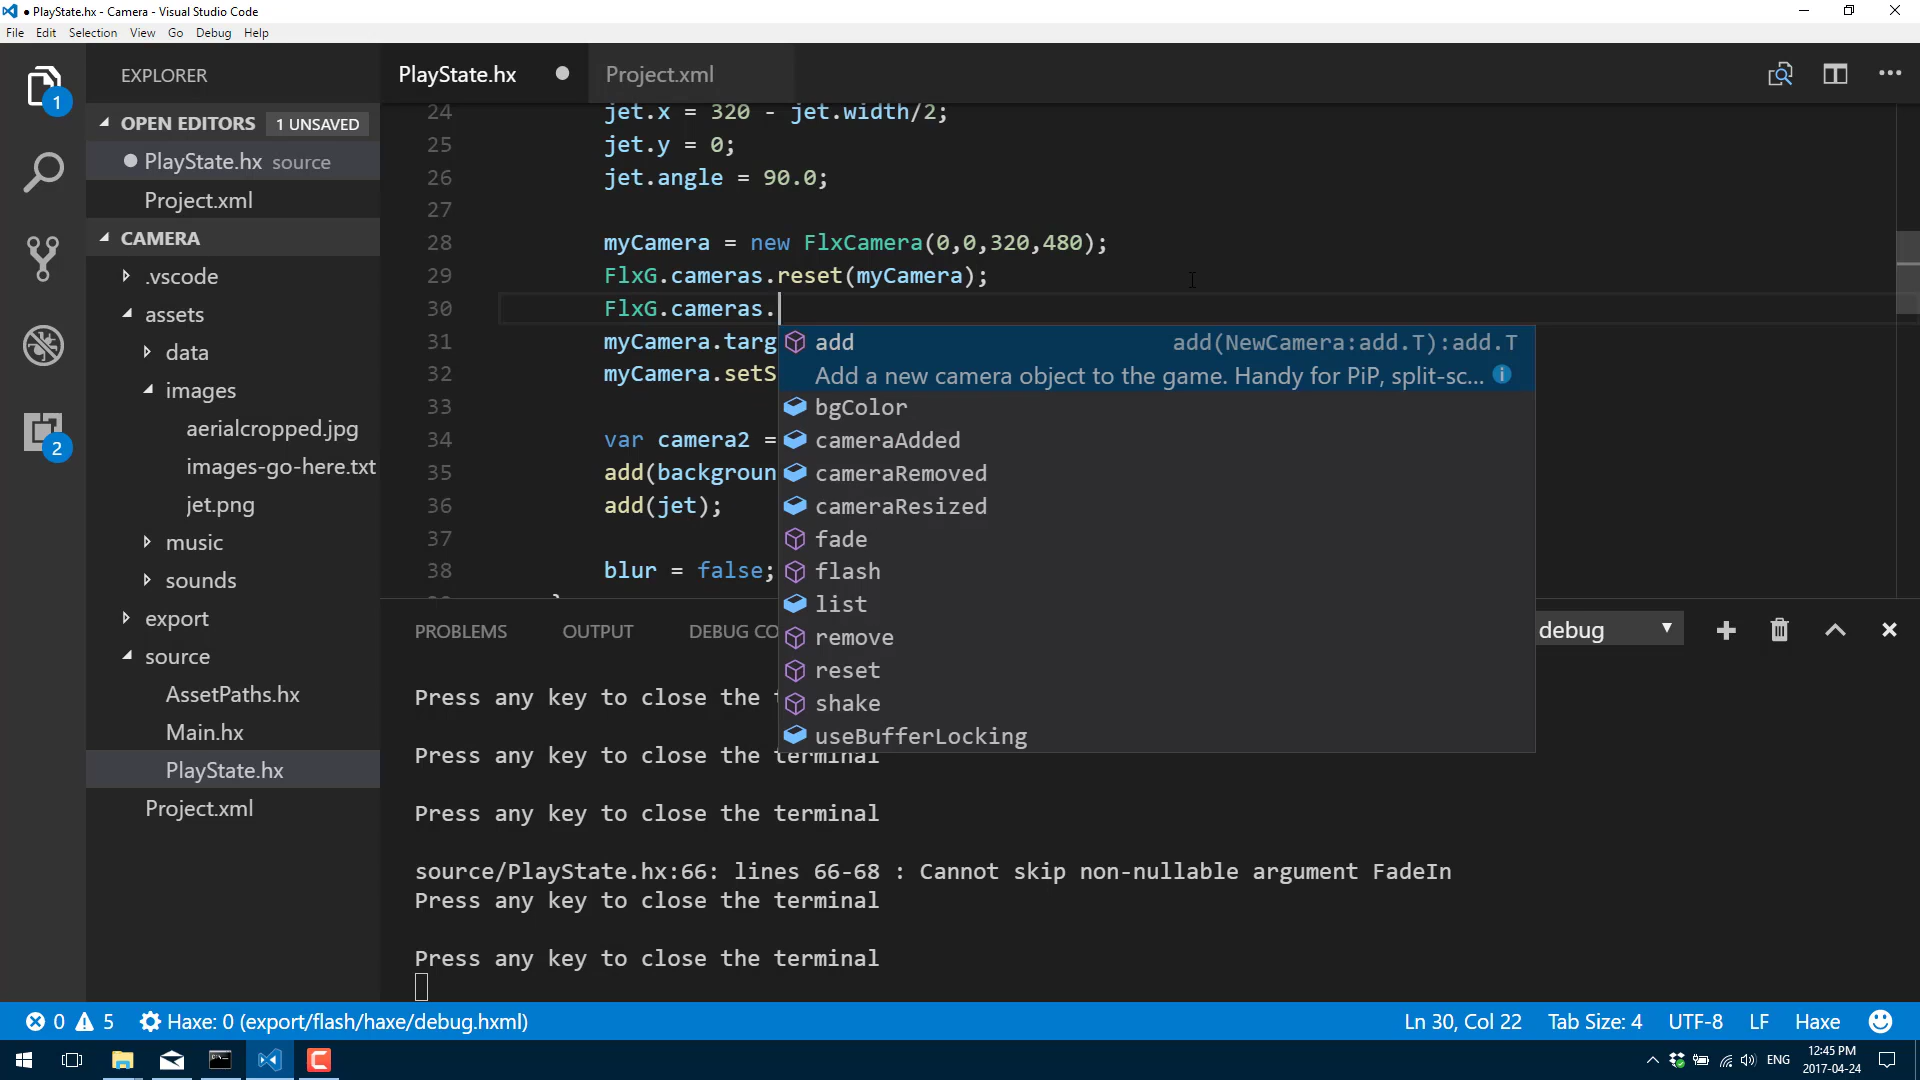 ● PlayState.hx - Camera - Visual Studio Code
File Edit Selection View Go Debug Help
EXPLORER
OPEN EDITORS 1 UNSAVED
PlayState.hx source
Project.xml
CAMERA
.vscode
assets
data
images
aerialcropped.jpg
images-go-here.txt
jet.png
music
sounds
export
source
AssetPaths.hx
Main.hx
PlayState.hx
Project.xml
1
2
PlayState.hx Project.xml
24 jet.x = 320 - jet.width/2;
25 jet.y = 0;
26 jet.angle = 90.0;
27
28 myCamera = new FlxCamera(0,0,320,480);
29 FlxG.cameras.reset(myCamera);
30 FlxG.cameras.
31 myCamera.targ
32 myCamera.setS
33
34 var camera2 =
35 add(backgroun
36 add(jet);
37
38 blur = false;
add add(NewCamera:add.T):add.T
Add a new camera object to the game. Handy for PiP, split-sc...
bgColor
cameraAdded
cameraRemoved
cameraResized
fade
flash
list
remove
reset
shake
useBufferLocking
PROBLEMS OUTPUT DEBUG CO debug
Press any key to close the
Press any key to close the terminal
Press any key to close the terminal
source/PlayState.hx:66: lines 66-68 : Cannot skip non-nullable argument FadeIn
Press any key to close the terminal
Press any key to close the terminal
0 5 Haxe: 0 (export/flash/haxe/debug.hxml) Ln 30, Col 22 Tab Size: 4 UTF-8 LF Haxe
ENG 12:45 PM
2017-04-24